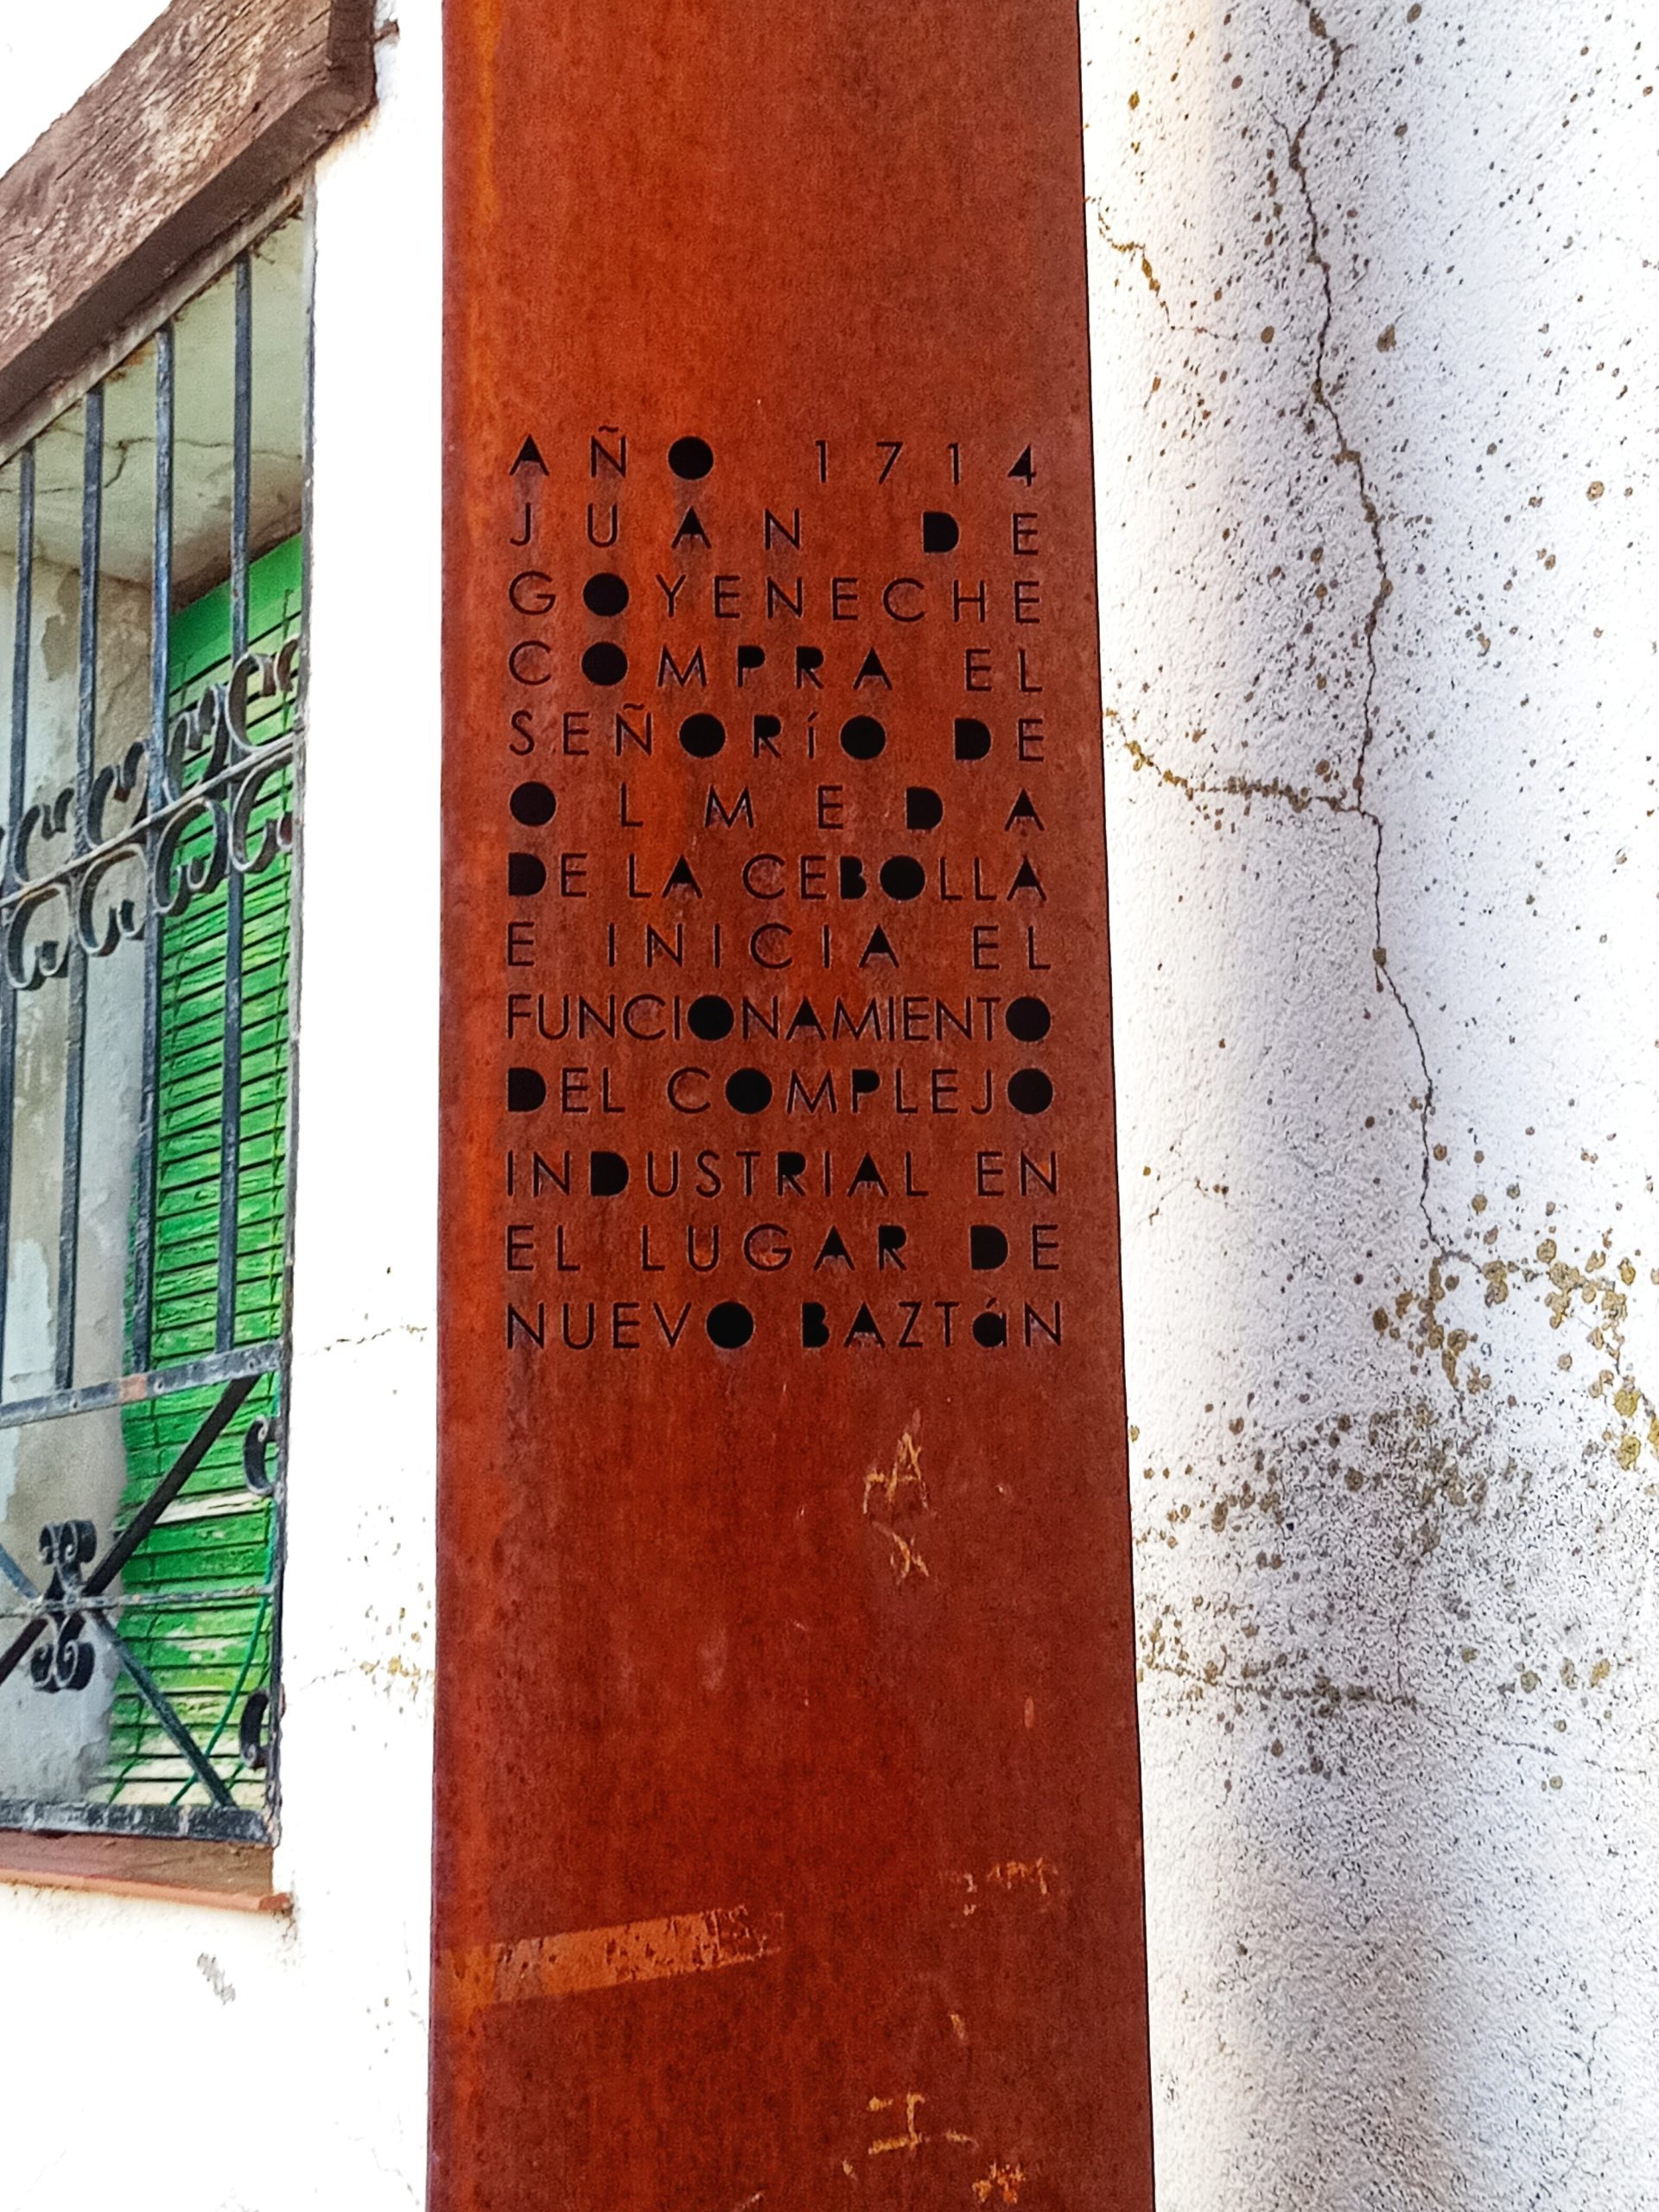 AÑO 1714
JUAN DE
GOYENECHE
COMPRA EL
SEÑORíO DE
OLMEDA
DE LA CEBOLLA
E INICIA EL
FUNCIONAMIENTO
DEL COMPLEJO
INDUSTRIAL EN
EL LUGAR DE
NUEVO BAZTáN